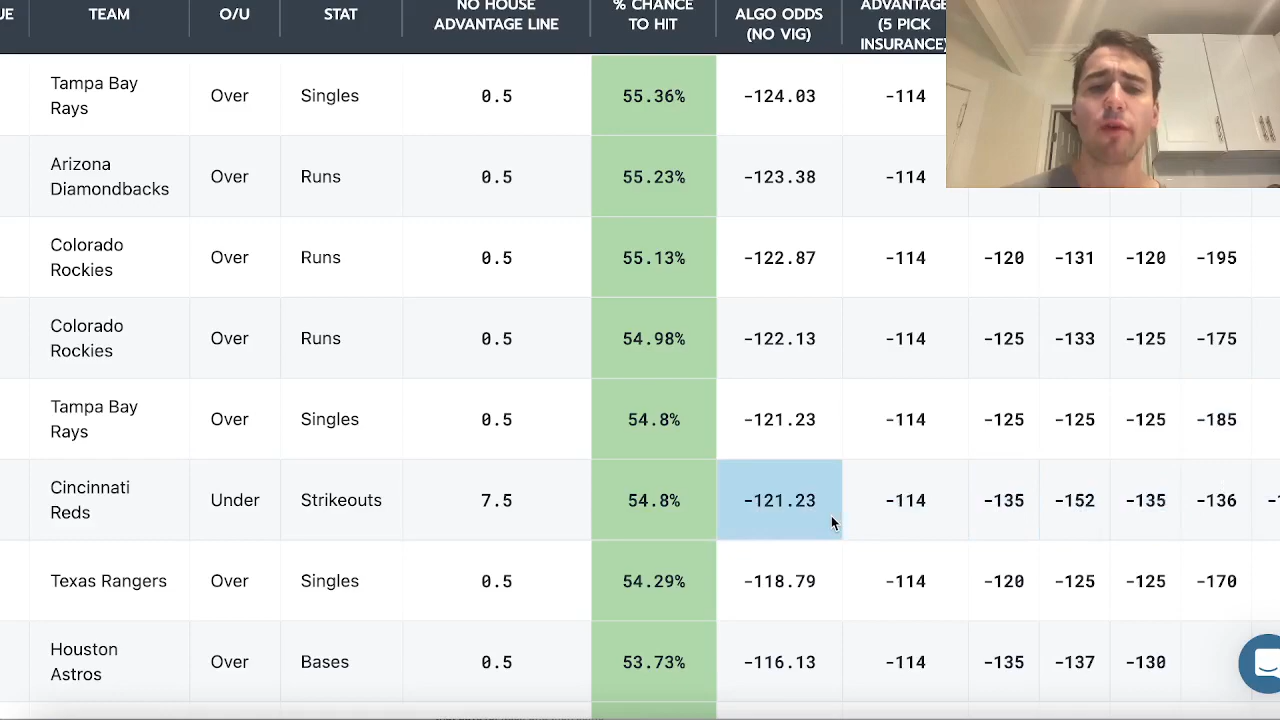 UE TEAM O/U STAT NO HOUSE ADVANTAGE LINE % CHANCE TO HIT ALGO ODDS (NO VIG) ADVANTAGE (5 PICK INSURANCE)
Tampa Bay Rays Over Singles 0.5 55.36% -124.03 -114
Arizona Diamondbacks Over Runs 0.5 55.23% -123.38 -114
Colorado Rockies Over Runs 0.5 55.13% -122.87 -114 -120 -131 -120 -195
Colorado Rockies Over Runs 0.5 54.98% -122.13 -114 -125 -133 -125 -175
Tampa Bay Rays Over Singles 0.5 54.8% -121.23 -114 -125 -125 -125 -185
Cincinnati Reds Under Strikeouts 7.5 54.8% -121.23 -114 -135 -152 -135 -136
Texas Rangers Over Singles 0.5 54.29% -118.79 -114 -120 -125 -125 -170
Houston Astros Over Bases 0.5 53.73% -116.13 -114 -135 -137 -130